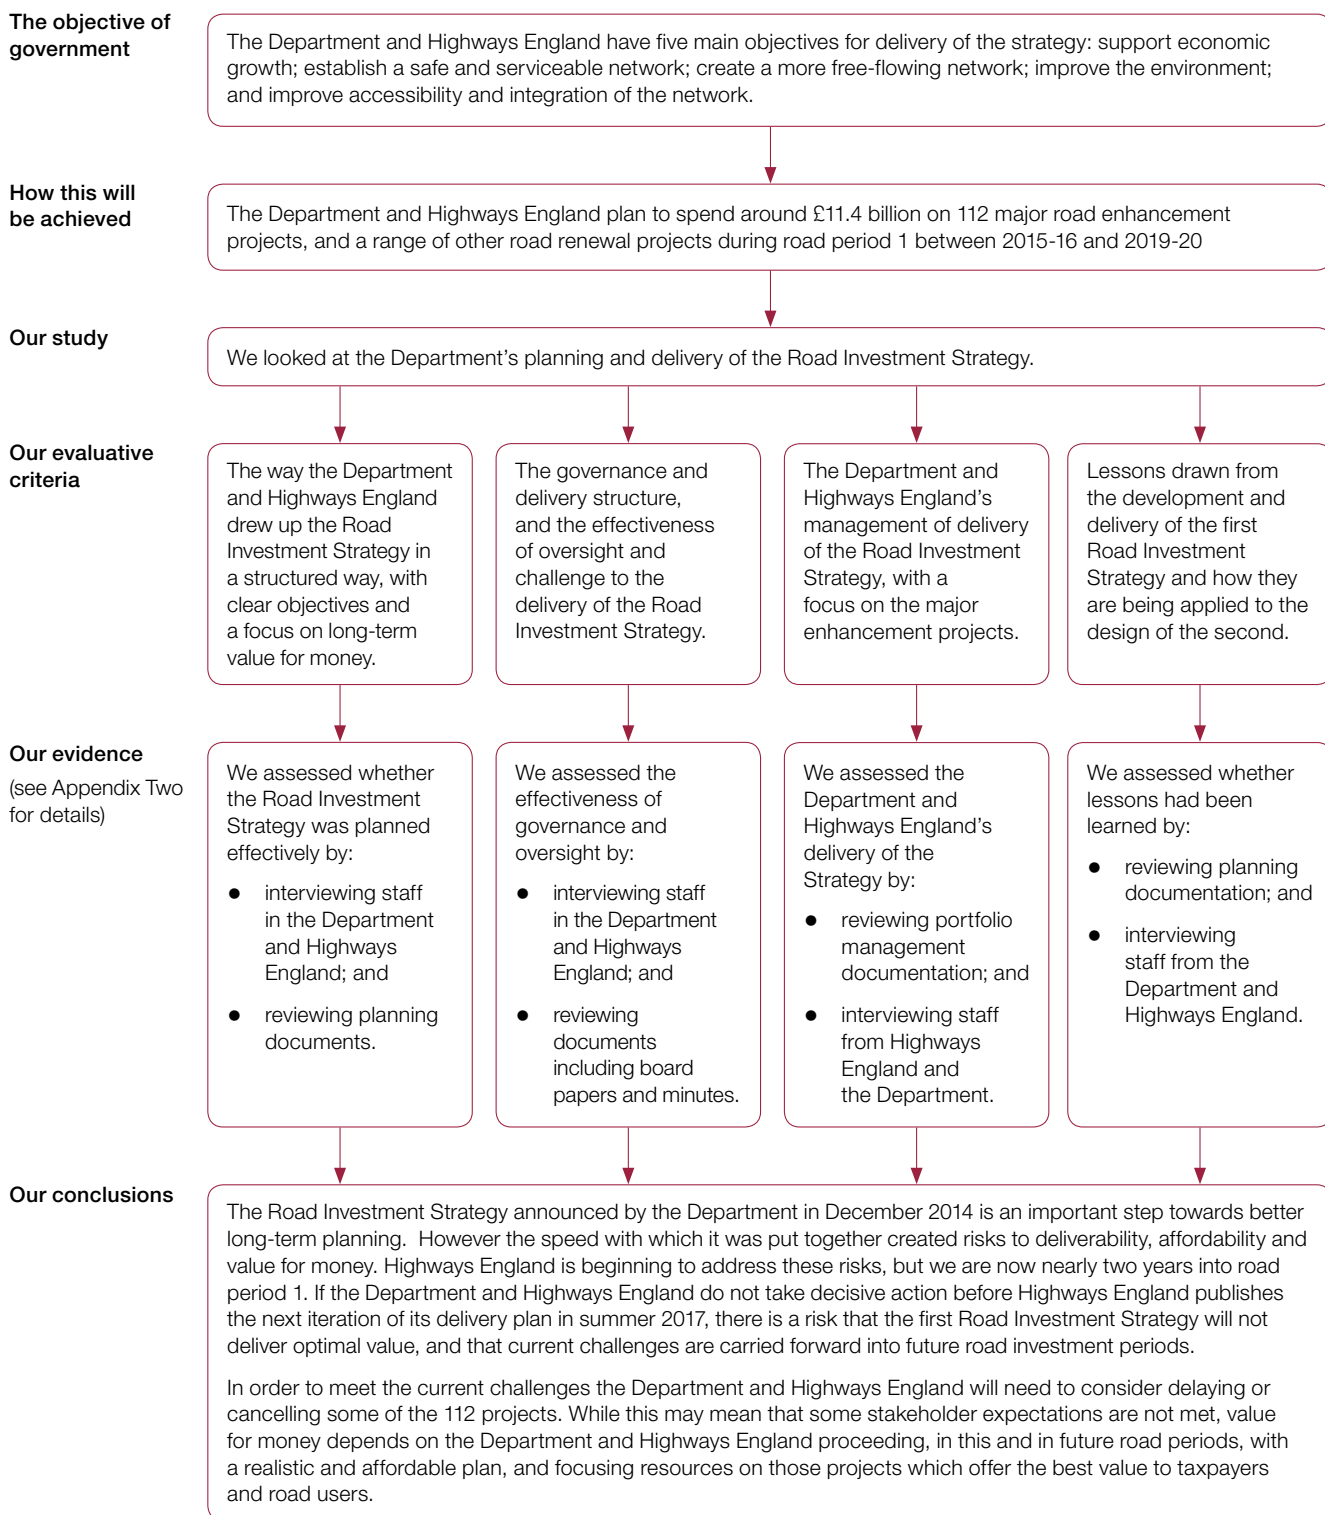 The objective of
government
The Department and Highways England have five main objectives for delivery of the strategy: support economic
growth; establish a safe and serviceable network; create a more free-flowing network; improve the environment;
and improve accessibility and integration of the network.
How this will
be achieved
The Department and Highways England plan to spend around £11.4 billion on 112 major road enhancement
projects, and a range of other road renewal projects during road period 1 between 2015-16 and 2019-20
Our study
We looked at the Department’s planning and delivery of the Road Investment Strategy.
Our evaluative
criteria
The way the Department
and Highways England
drew up the Road
Investment Strategy in
a structured way, with
clear objectives and
a focus on long-term
value for money.
The governance and
delivery structure,
and the effectiveness
of oversight and
challenge to the
delivery of the Road
Investment Strategy.
The Department and
Highways England’s
management of delivery
of the Road Investment
Strategy, with a
focus on the major
enhancement projects.
Lessons drawn from
the development and
delivery of the first
Road Investment
Strategy and how they
are being applied to the
design of the second.
Our evidence
(see Appendix Two
for details)
We assessed whether
the Road Investment
Strategy was planned
effectively by:
● interviewing staff
in the Department
and Highways
England; and
● reviewing planning
documents.
We assessed the
effectiveness of
governance and
oversight by:
● interviewing staff
in the Department
and Highways
England; and
● reviewing
documents
including board
papers and minutes.
We assessed the
Department and
Highways England’s
delivery of the
Strategy by:
● reviewing portfolio
management
documentation; and
● interviewing staff
from Highways
England and
the Department.
We assessed whether
lessons had been
learned by:
● reviewing planning
documentation; and
● interviewing
staff from the
Department and
Highways England.
Our conclusions
The Road Investment Strategy announced by the Department in December 2014 is an important step towards better
long-term planning. However the speed with which it was put together created risks to deliverability, affordability and
value for money. Highways England is beginning to address these risks, but we are now nearly two years into road
period 1. If the Department and Highways England do not take decisive action before Highways England publishes
the next iteration of its delivery plan in summer 2017, there is a risk that the first Road Investment Strategy will not
deliver optimal value, and that current challenges are carried forward into future road investment periods.
In order to meet the current challenges the Department and Highways England will need to consider delaying or
cancelling some of the 112 projects. While this may mean that some stakeholder expectations are not met, value
for money depends on the Department and Highways England proceeding, in this and in future road periods, with
a realistic and affordable plan, and focusing resources on those projects which offer the best value to taxpayers
and road users.